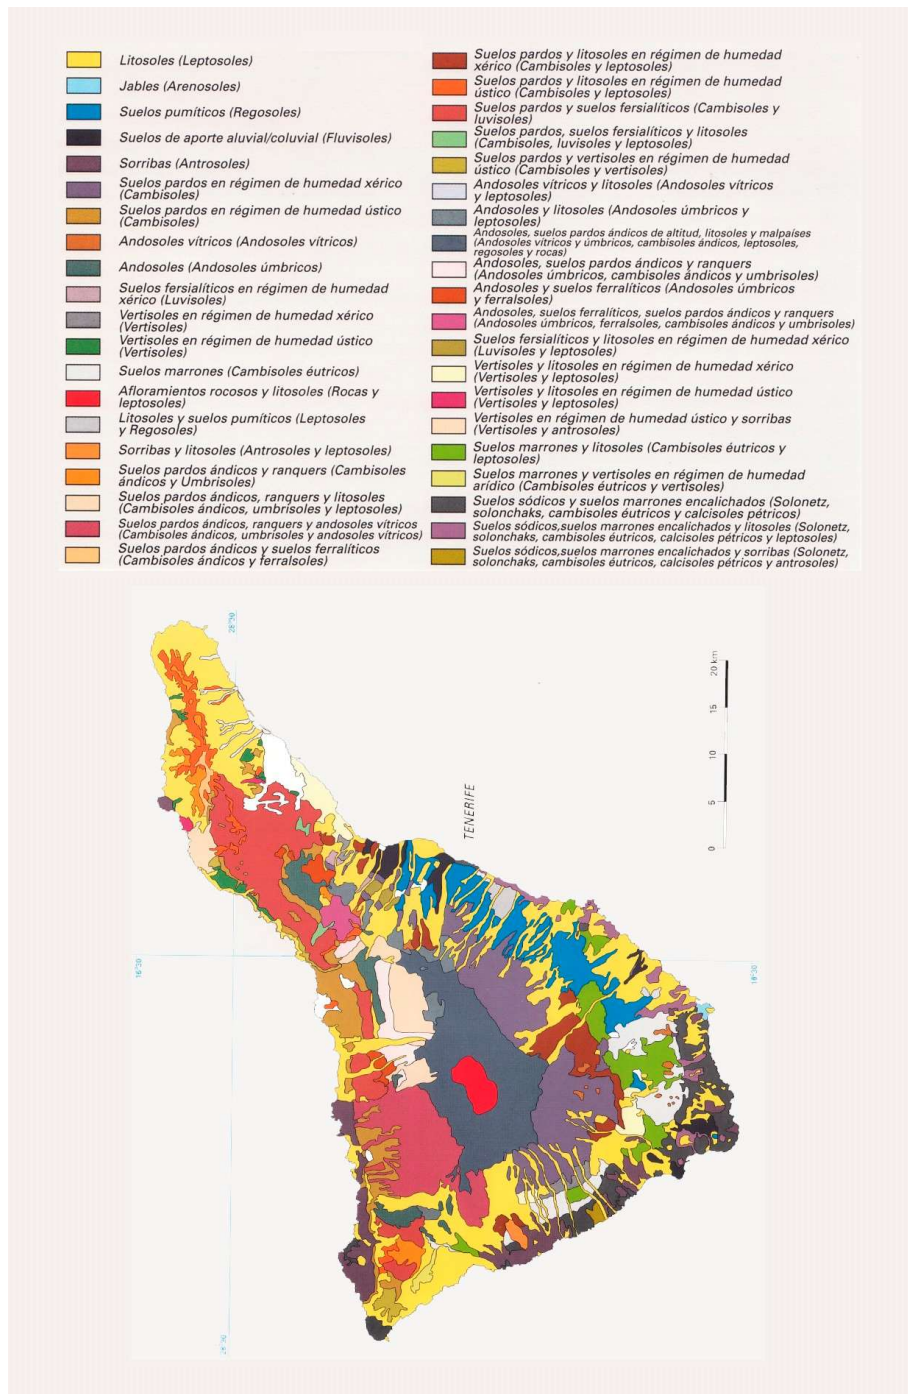 Litosoles (Leptosoles)
Jables (Arenosoles)
Suelos pumíticos (Regosoles)
Suelos de aporte aluvial/coluvial (Fluvisoles)
Sorribas (Antrosoles)
Suelos pardos en régimen de humedad xérico
(Cambisoles)
Suelos pardos en régimen de humedad ústico
(Cambisoles)
Andosoles vítricos (Andosoles vítricos)
Andosoles (Andosoles úmbricos)
Suelos fersialíticos en régimen de humedad
xérico (Luvisoles)
Vertisoles en régimen de humedad xérico
(Vertisoles)
Vertisoles en régimen de humedad ústico
(Vertisoles)
Suelos marrones (Cambisoles éutricos)
Afloramientos rocosos y litosoles (Rocas y
leptosoles)
Litosoles y suelos pumíticos (Leptosoles
y Regosoles)
Sorribas y litosoles (Antrosoles y leptosoles)
Suelos pardos ándicos y ranquers (Cambisoles
ándicos y Umbrisoles)
Suelos pardos ándicos, ranquers y litosoles
(Cambisoles ándicos, umbrisoles y leptosoles)
Suelos pardos ándicos, ranquers y andosoles vítricos
(Cambisoles ándicos, umbrisoles y andosoles vítricos)
Suelos pardos ándicos y suelos ferralíticos
(Cambisoles ándicos y ferralsoles)
Suelos pardos y litosoles en régimen de humedad
xérico (Cambisoles y leptosoles)
Suelos pardos y litosoles en régimen de humedad
ústico (Cambisoles y leptosoles)
Suelos pardos y suelos fersialíticos (Cambisoles y
luvisoles)
Suelos pardos, suelos fersialíticos y litosoles
(Cambisoles, luvisoles y leptosoles)
Suelos pardos y vertisoles en régimen de humedad
ústico (Cambisoles y vertisoles)
Andosoles vítricos y litosoles (Andosoles vítricos
y leptosoles)
Andosoles y litosoles (Andosoles úmbricos y
leptosoles)
Andosoles, suelos pardos ándicos de altitud, litosoles y malpaíses
(Andosoles vítricos y úmbricos, cambisoles ándicos, leptosoles,
regosoles y rocas)
Andosoles, suelos pardos ándicos y ranquers
(Andosoles úmbricos, cambisoles ándicos y umbrisoles)
Andosoles y suelos ferralíticos (Andosoles úmbricos
y ferralsoles)
Andosoles, suelos ferralíticos, suelos pardos ándicos y ranquers
(Andosoles úmbricos, ferralsoles, cambisoles ándicos y umbrisoles)
Suelos fersialíticos y litosoles en régimen de humedad xérico
(Luvisoles y leptosoles)
Vertisoles y litosoles en régimen de humedad xérico
(Vertisoles y leptosoles)
Vertisoles y litosoles en régimen de humedad ústico
(Vertisoles y leptosoles)
Vertisoles en régimen de humedad ústico y sorribas
(Vertisoles y antrosoles)
Suelos marrones y litosoles (Cambisoles éutricos y
leptosoles)
Suelos marrones y vertisoles en régimen de humedad
arídico (Cambisoles éutricos y vertisoles)
Suelos sódicos y suelos marrones encalichados (Solonetz,
solonchaks, cambisoles éutricos y calcisoles pétricos)
Suelos sódicos,suelos marrones encalichados y litosoles (Solonetz,
solonchaks, cambisoles éutricos, calcisoles pétricos y leptosoles)
Suelos sódicos,suelos marrones encalichados y sorribas (Solonetz,
solonchaks, cambisoles éutricos, calcisoles pétricos y antrosoles)
TENERIFE
0 5 10 15 20 km
28°30
16°30